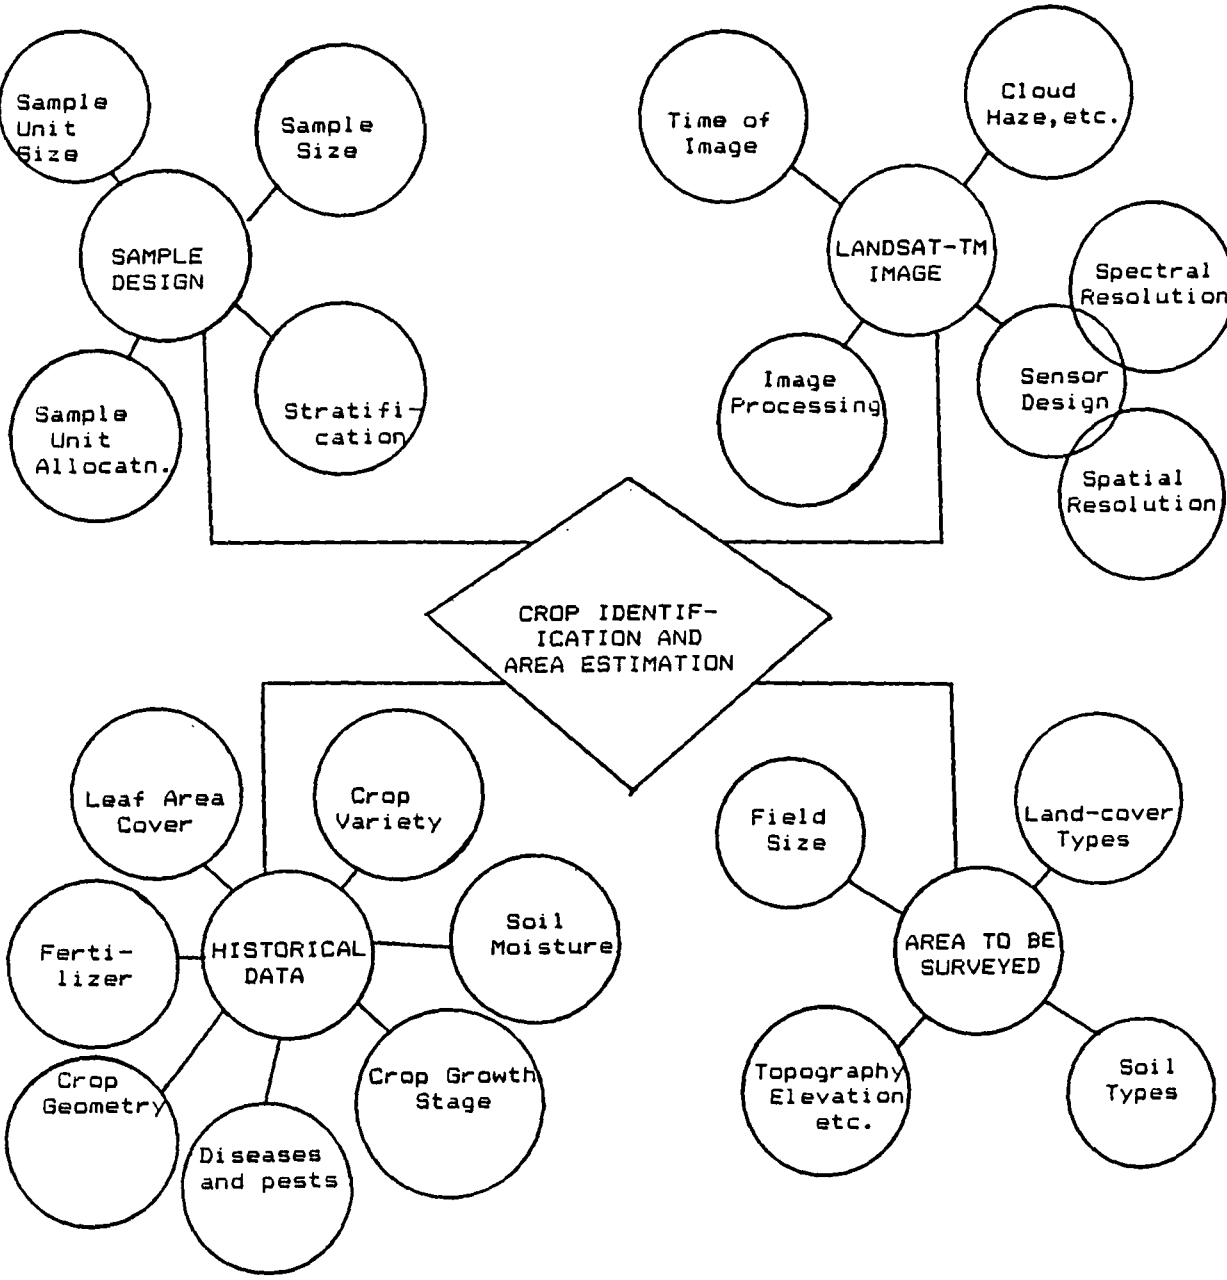 Sample
Unit
Size
Sample
Size
SAMPLE
DESIGN
Sample
Unit
Allocatn.
Stratifi-
cation
Time of
Image
Cloud
Haze,etc.
LANDSAT-TM
IMAGE
Spectral
Resolution
Image
Processing
Sensor
Design
Spatial
Resolution
CROP IDENTIF-
ICATION AND
AREA ESTIMATION
Leaf Area
Cover
Crop
Variety
Ferti-
lizer
HISTORICAL
DATA
Soil
Moisture
Crop
Geometry
Diseases
and pests
Crop Growth
Stage
Field
Size
Land-cover
Types
AREA TO BE
SURVEYED
Topography
Elevation
etc.
Soil
Types